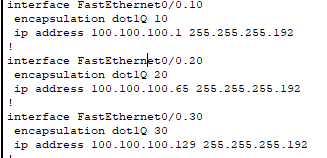 interface FastEthernet0/0.10
 encapsulation dot1Q 10
 ip address 100.100.100.1 255.255.255.192
!
interface FastEthernet0/0.20
 encapsulation dot1Q 20
 ip address 100.100.100.65 255.255.255.192
!
interface FastEthernet0/0.30
 encapsulation dot1Q 30
 ip address 100.100.100.129 255.255.255.192